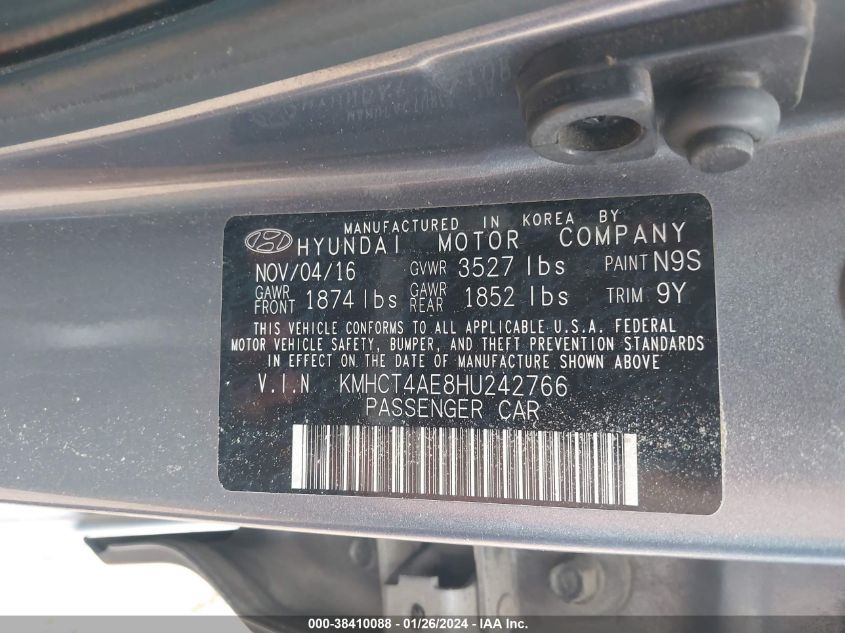 MANUFACTURED IN KOREA BY
HYUNDAI MOTOR COMPANY
NOV/04/16 GVWR 3527 lbs PAINT N9S
GAWR FRONT 1874 lbs GAWR REAR 1852 lbs TRIM 9Y
THIS VEHICLE CONFORMS TO ALL APPLICABLE U.S.A. FEDERAL
MOTOR VEHICLE SAFETY, BUMPER, AND THEFT PREVENTION STANDARDS
IN EFFECT ON THE DATE OF MANUFACTURE SHOWN ABOVE
V.I.N KMHCT4AE8HU242766
PASSENGER CAR
000-38410088 - 01/26/2024 - IAA Inc.